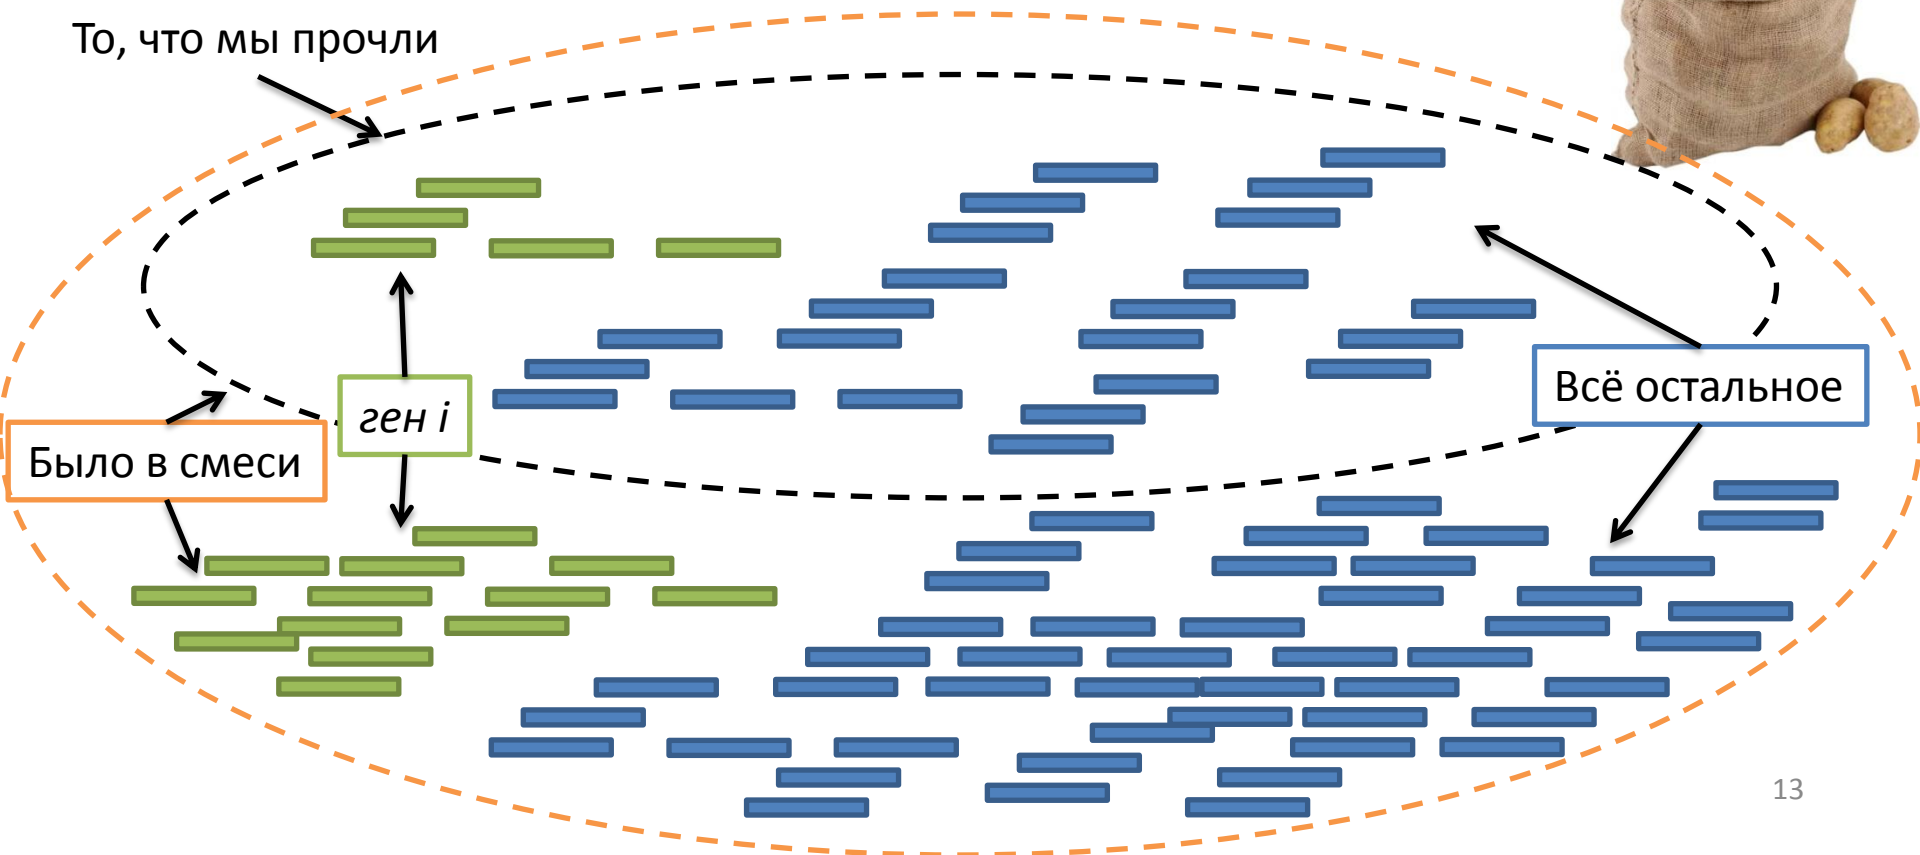 То, что мы прочли
ген i
Всё остальное
Было в смеси
13